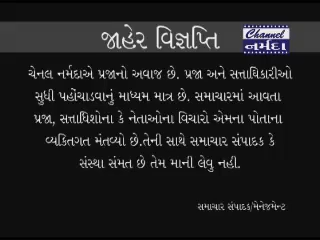 જાહેર વિજ્ઞપ્તિ
Channel
નર્મદા
ચેનલ નર્મદાએ પ્રજાનો અવાજ છે. પ્રજા અને સત્તાધિકારીઓ
સુધી પહોંચાડવાનું માધ્યમ માત્ર છે. સમાચારમાં આવતા
પ્રજા, સત્તાધિશોના કે નેતાઓના વિચારો એમના પોતાના
વ્યકિતગત મંતવ્યો છે.તેની સાથે સમાચાર સંપાદક કે
સંસ્થા સંમત છે તેમ માની લેવુ નહી.
સમાચાર સંપાદક/મેનેજમેન્ટ